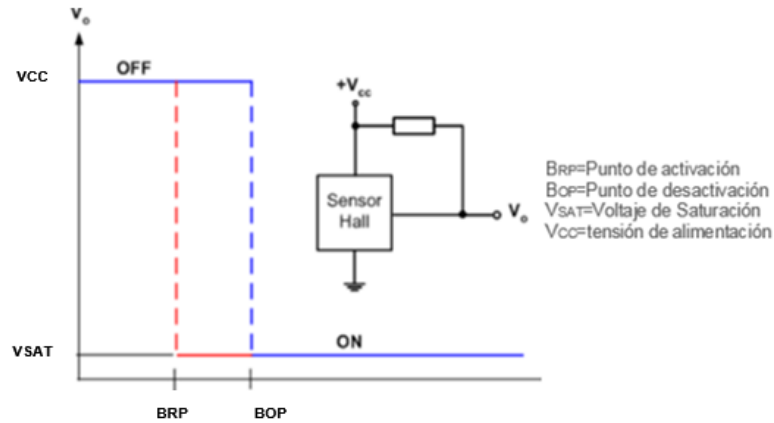 Vo
VCC
OFF
+Vcc
Sensor
Hall
Vo
BRP=Punto de activación
BOP=Punto de desactivación
VSAT=Voltaje de Saturación
VCC=tensión de alimentación
VSAT
ON
BRP
BOP